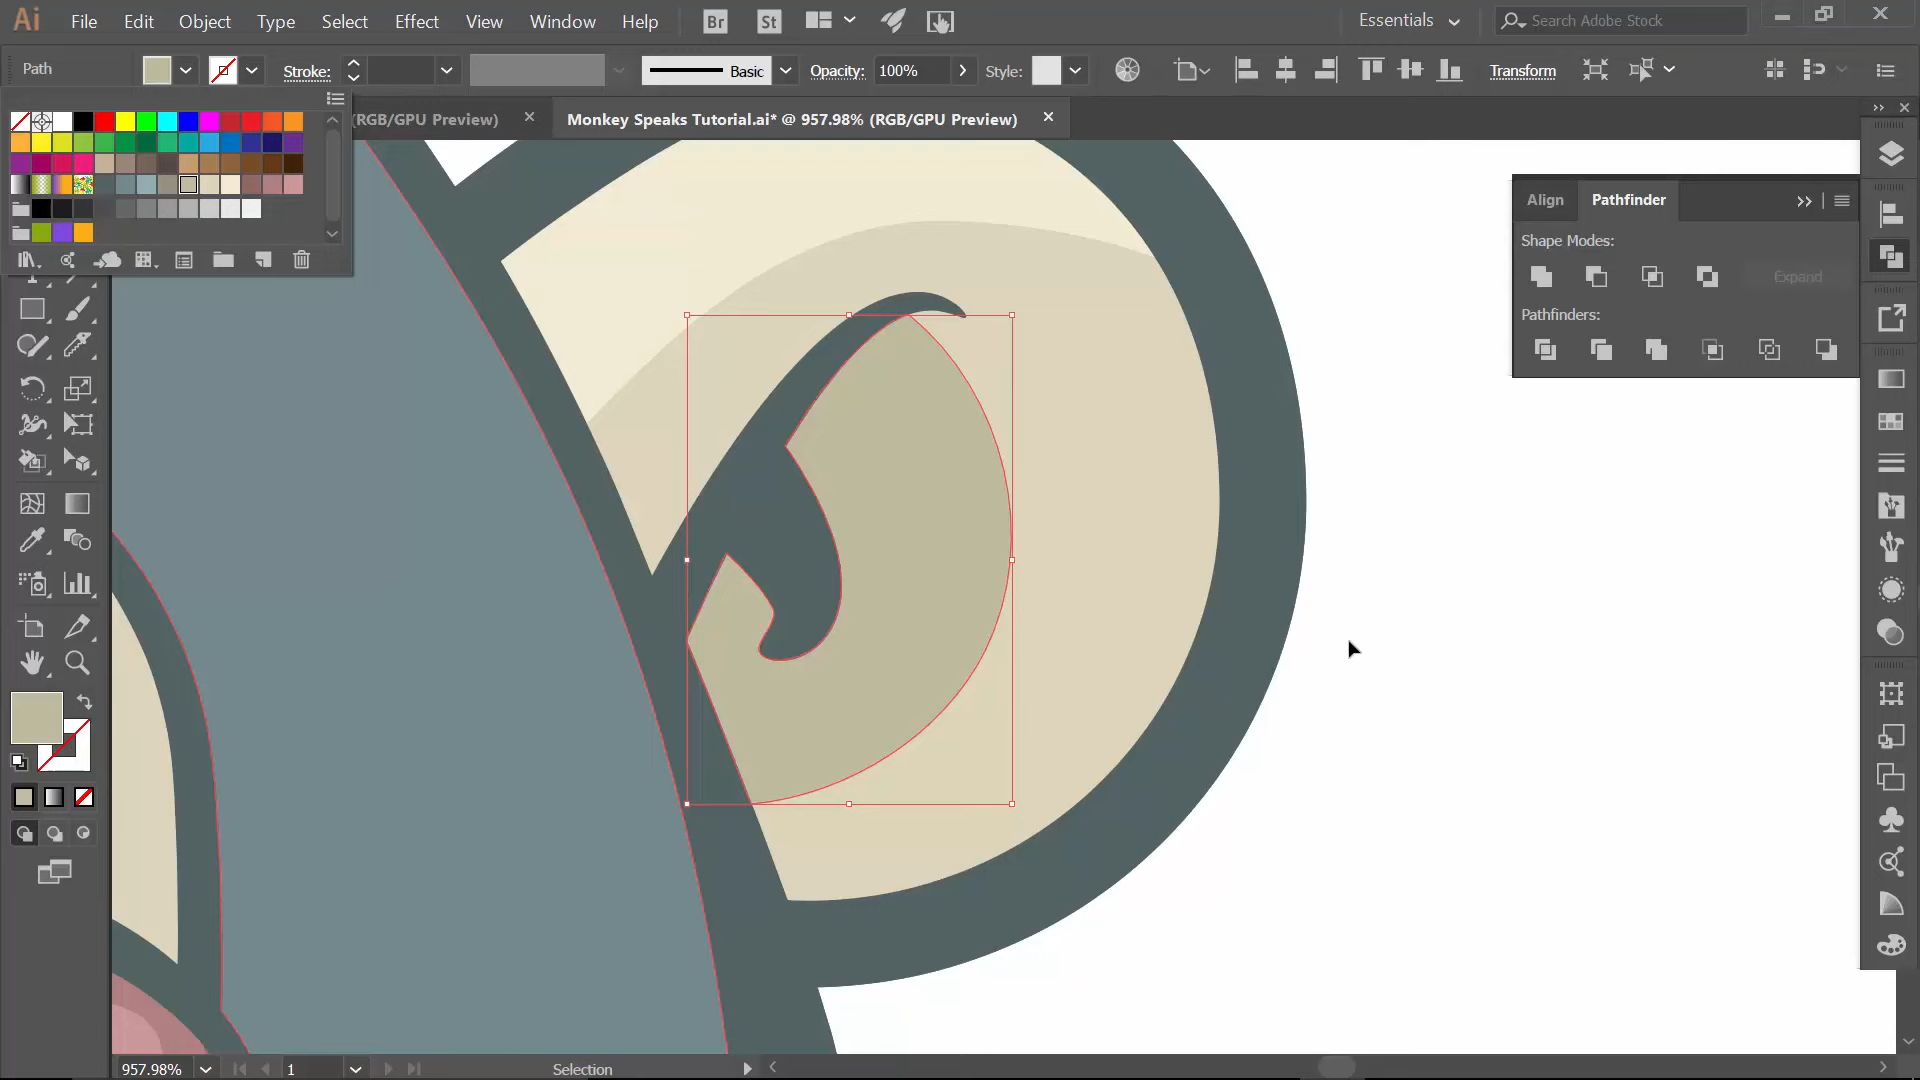 Ai File Edit Object Type Select Effect View Window Help Br St Essentials Search Adobe Stock
Path Stroke: Basic Opacity: 100% Style: Transform
(RGB/GPU Preview) × Monkey Speaks Tutorial.ai* @ 957.98% (RGB/GPU Preview) ×
Align Pathfinder
Shape Modes:
Expand
Pathfinders:
957.98% 1 Selection